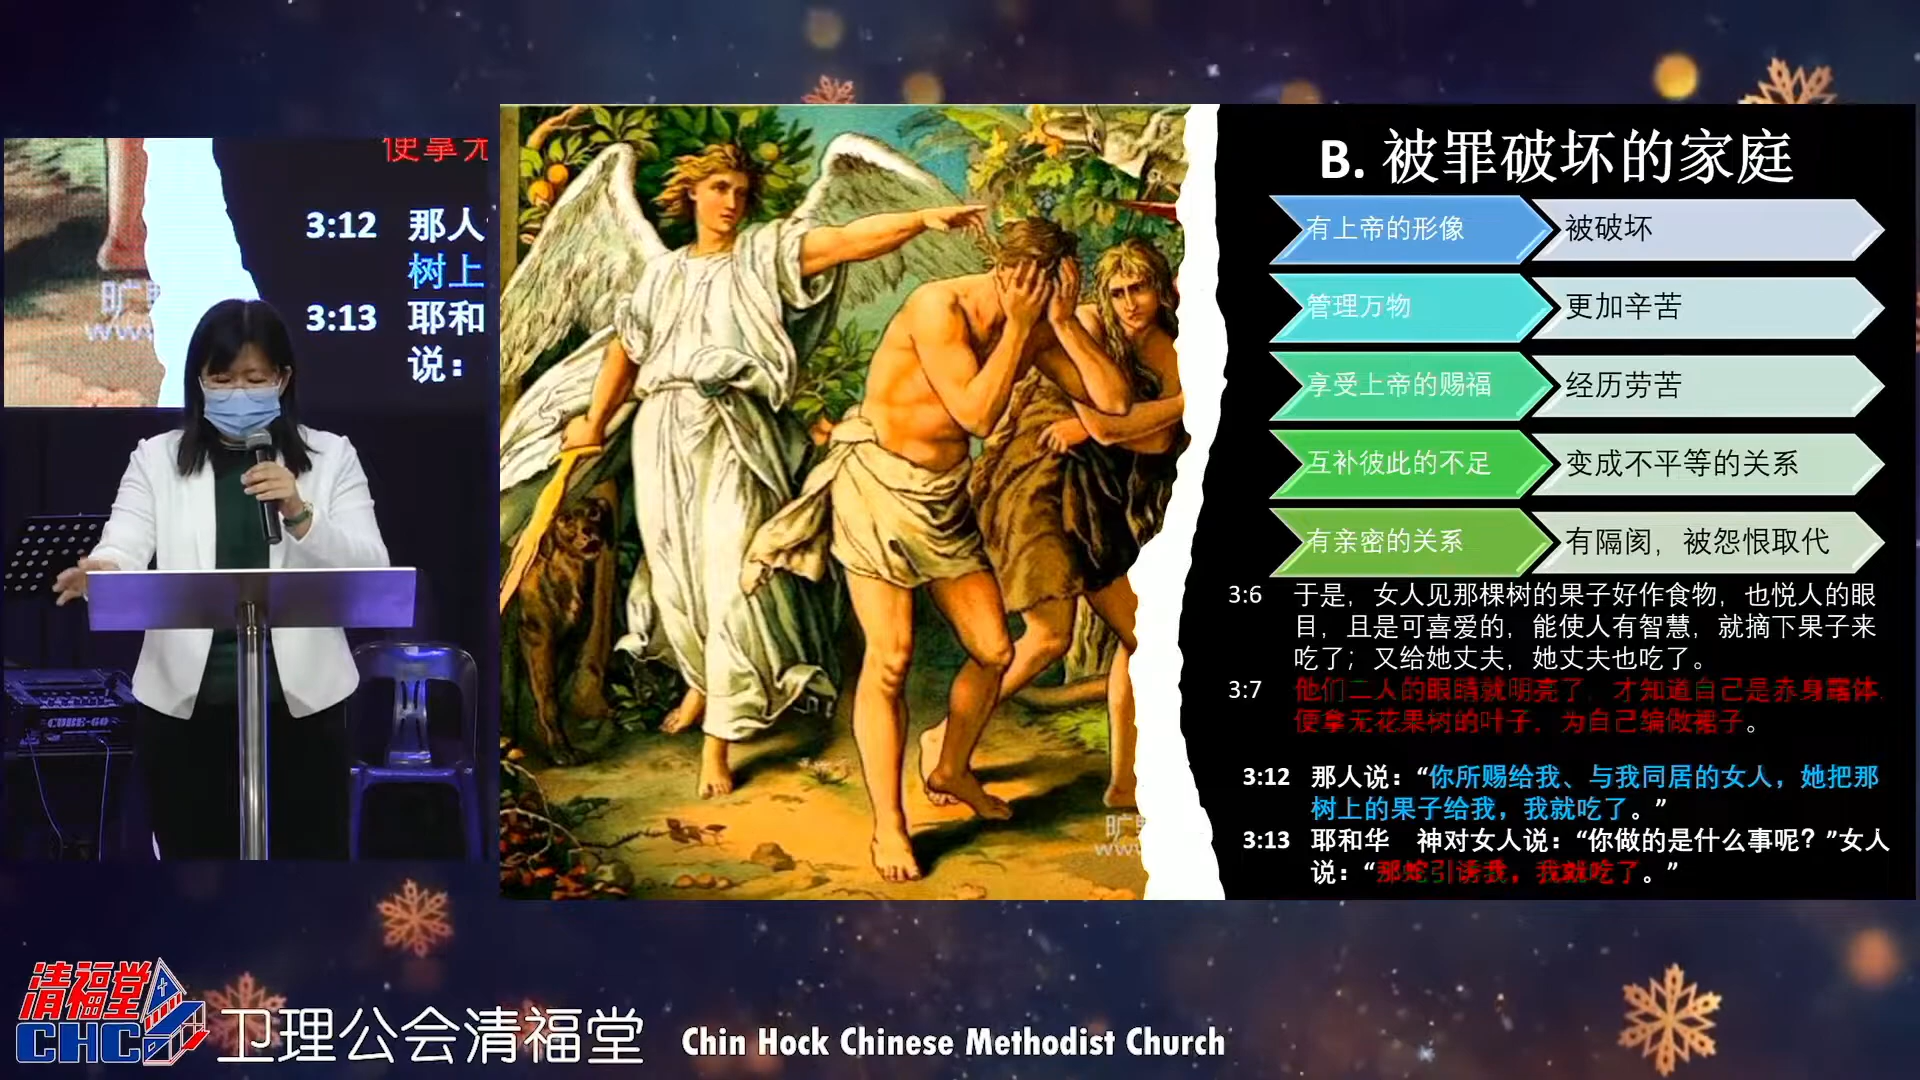 便拿无
3:12 那人
树上
3:13 耶和
说：
B. 被罪破坏的家庭
有上帝的形像 被破坏
管理万物 更加辛苦
享受上帝的赐福 经历劳苦
互补彼此的不足 变成不平等的关系
有亲密的关系 有隔阂，被怨恨取代
3:6 于是，女人见那棵树的果子好作食物，也悦人的眼
目，且是可喜爱的，能使人有智慧，就摘下果子来
吃了；又给她丈夫，她丈夫也吃了。
3:7 他们二人的眼睛就明亮了，才知道自己是赤身露体，
便拿无花果树的叶子，为自己编做裙子。
3:12 那人说：“你所赐给我、与我同居的女人，她把那
树上的果子给我，我就吃了。”
3:13 耶和华　神对女人说：“你做的是什么事呢？”女人
说：“那蛇引诱我，我就吃了。”
CUBE-60
清福堂
CHC
卫理公会清福堂 Chin Hock Chinese Methodist Church